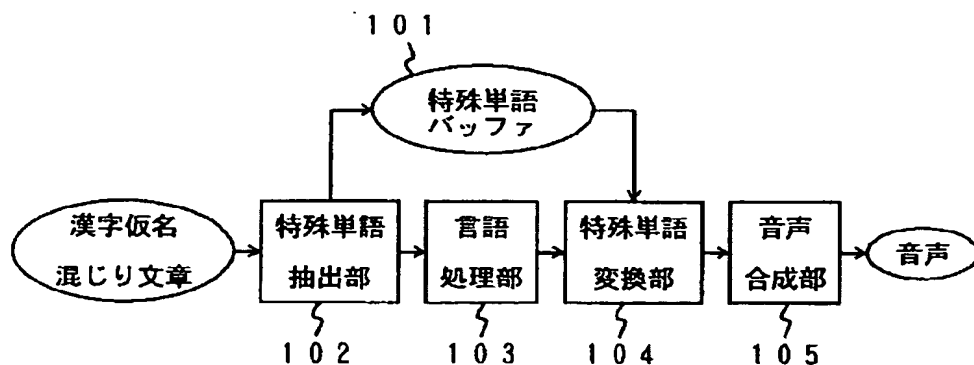 101
特殊単語
バッファ
漢字仮名
混じり文章
特殊単語
抽出部
言語
処理部
特殊単語
変換部
音声
合成部
音声
102
103
104
105